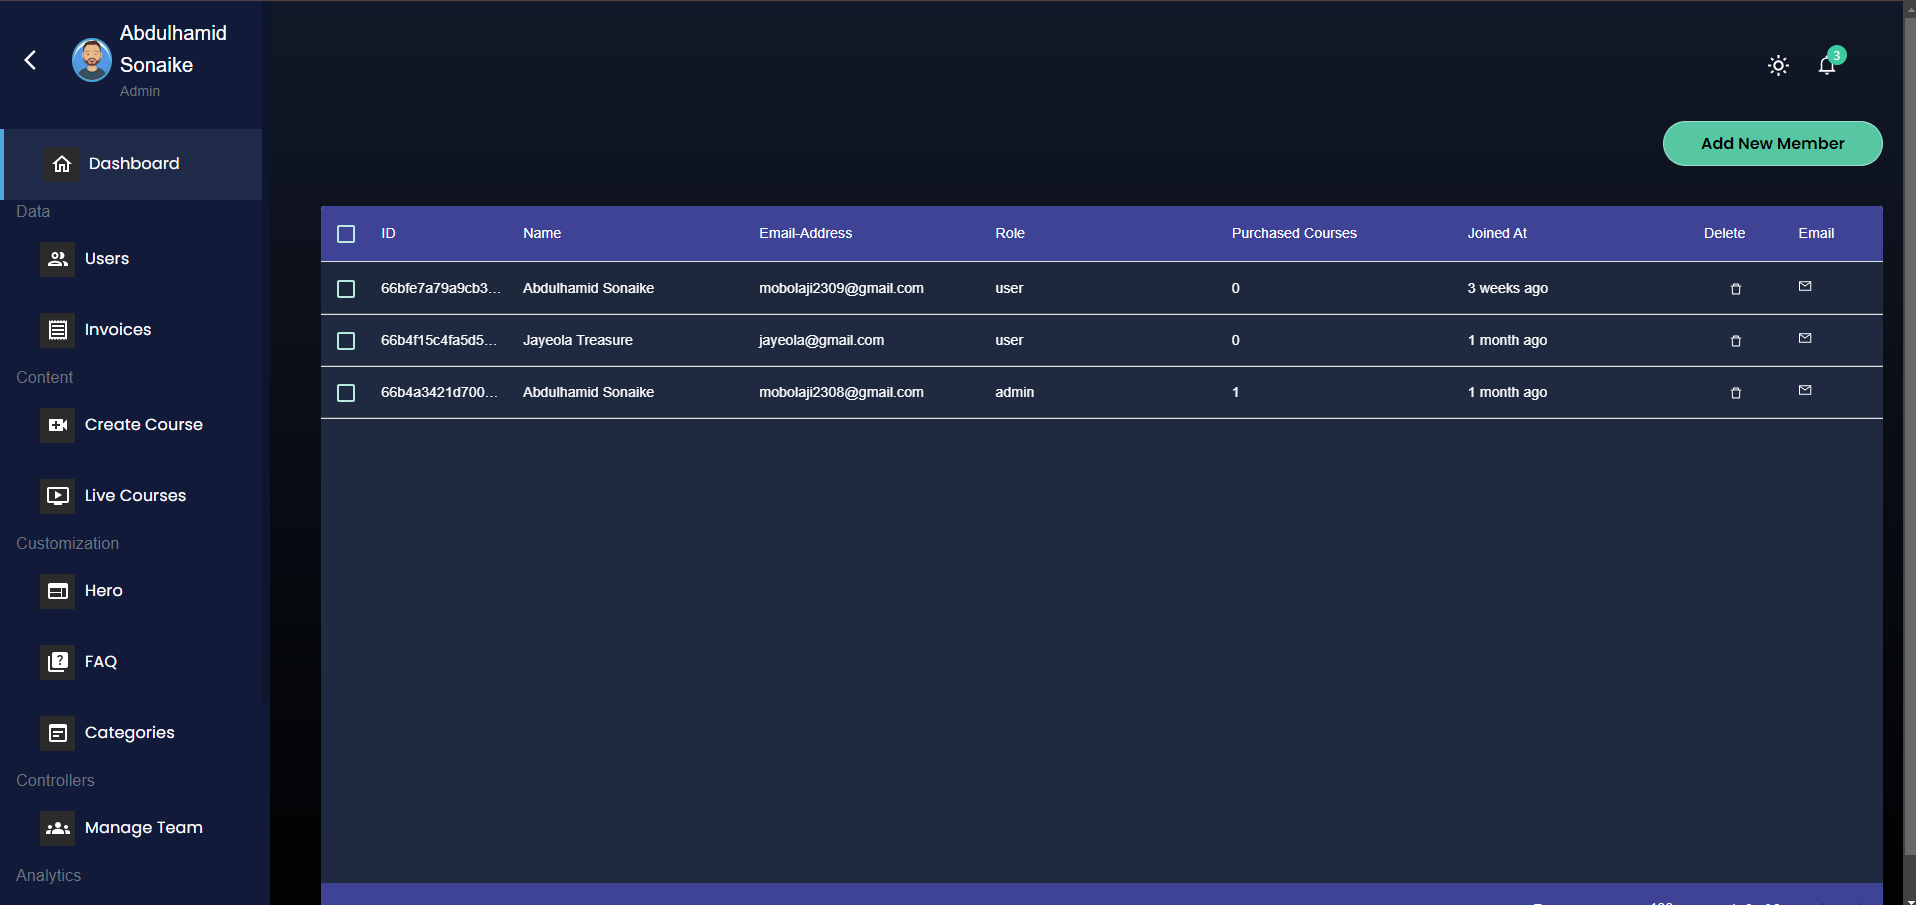 Abdulhamid
Sonaike
Admin
3
Dashboard
Add New Member
Data
Users
Invoices
Content
Create Course
Live Courses
Customization
Hero
FAQ
Categories
Controllers
Manage Team
Analytics
ID Name Email-Address Role Purchased Courses Joined At Delete Email
66bfe7a79a9cb3... Abdulhamid Sonaike mobolaji2309@gmail.com user 0 3 weeks ago
66b4f15c4fa5d5... Jayeola Treasure jayeola@gmail.com user 0 1 month ago
66b4a3421d700... Abdulhamid Sonaike mobolaji2308@gmail.com admin 1 1 month ago